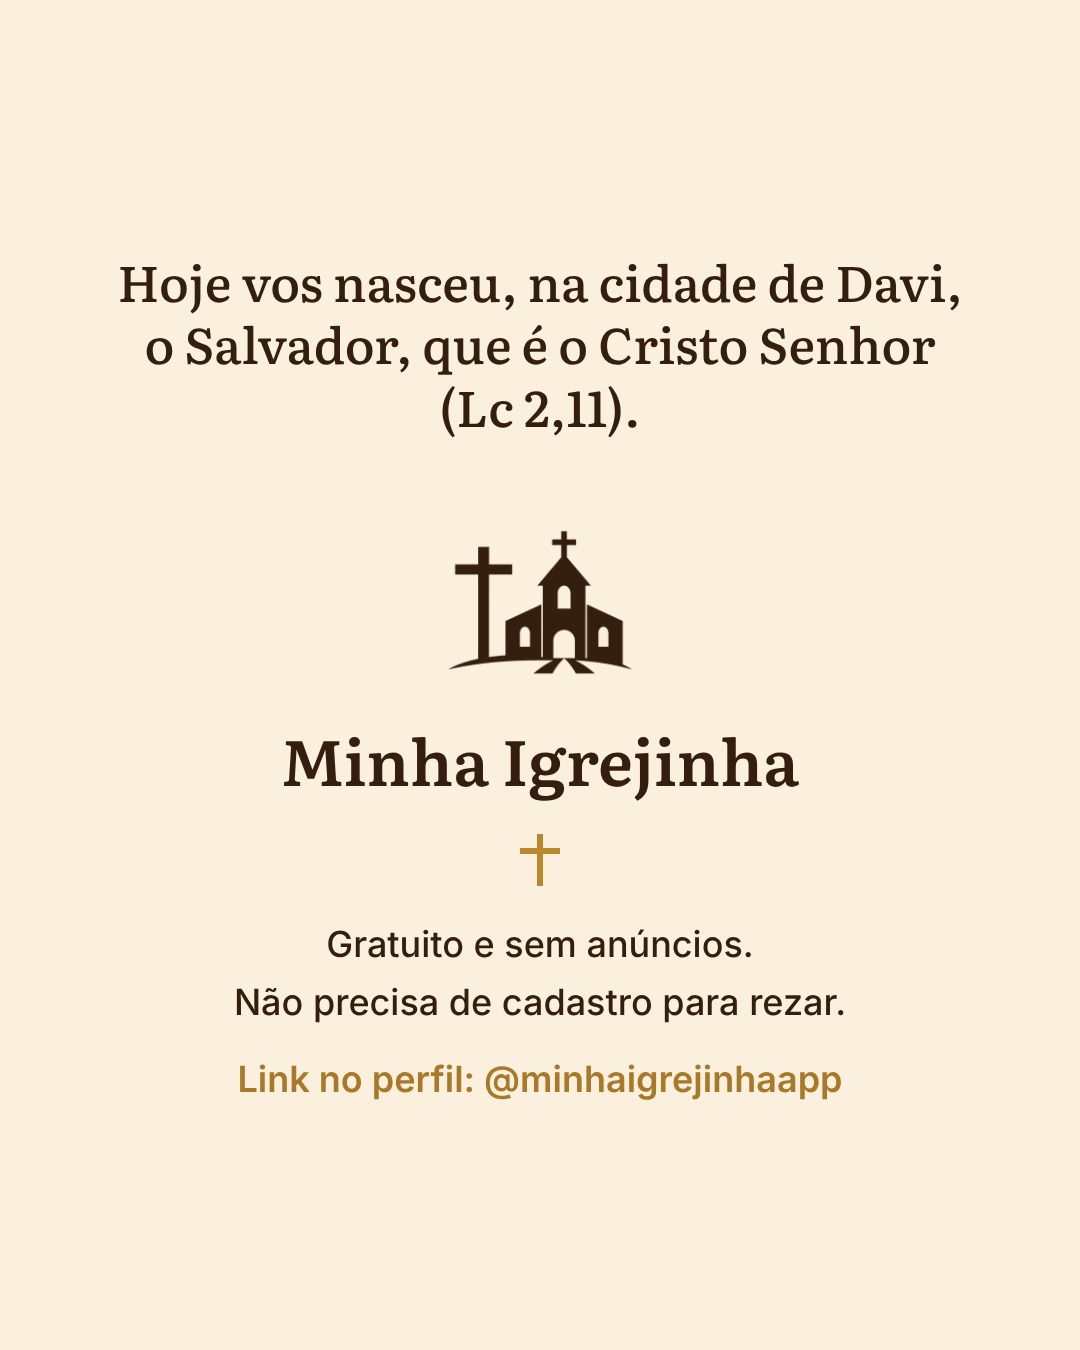 Hoje vos nasceu, na cidade de Davi,
o Salvador, que é o Cristo Senhor
(Lc 2,11).
Minha Igrejinha
Gratuito e sem anúncios.
Não precisa de cadastro para rezar.
Link no perfil: @minhaigrejinhaapp